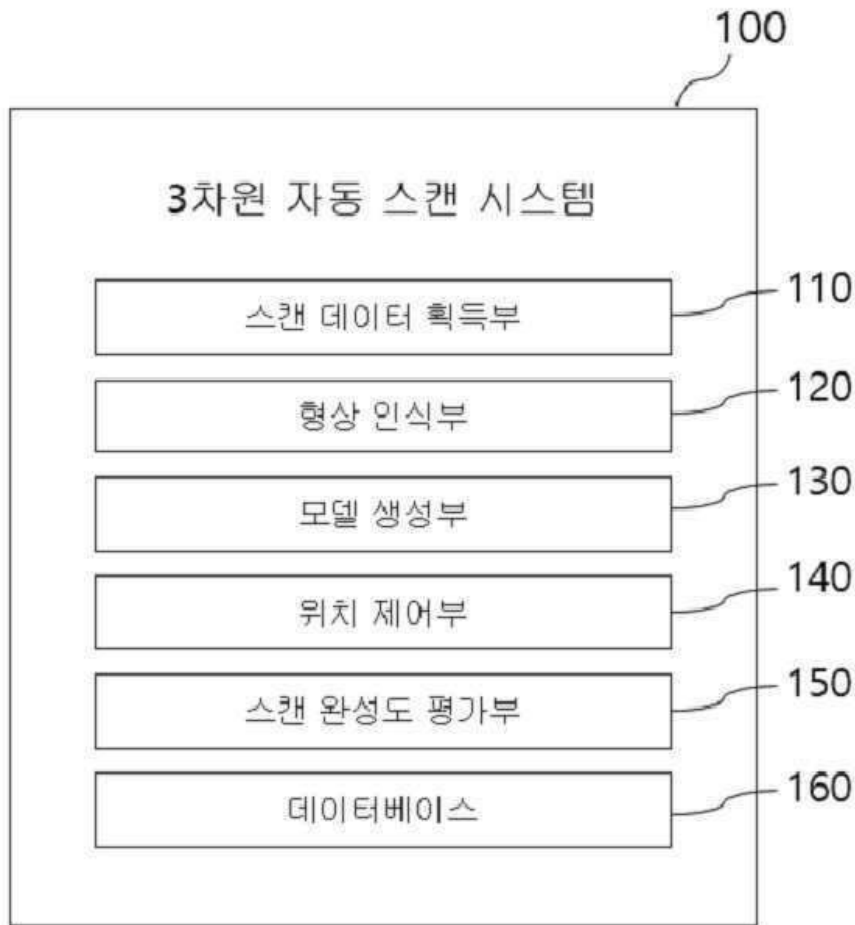 100
3차원 자동 스캔 시스템
스캔 데이터 획득부
110
형상 인식부
120
모델 생성부
130
위치 제어부
140
스캔 완성도 평가부
150
데이터베이스
160